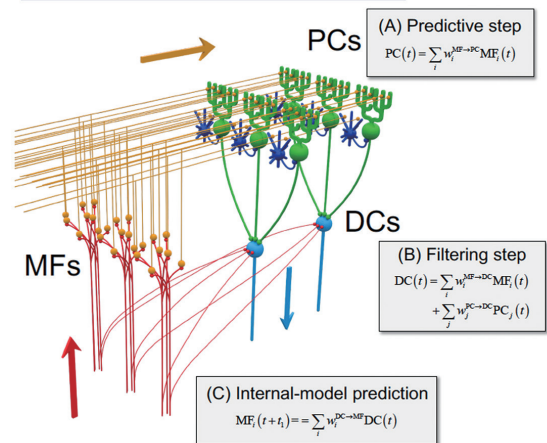 PCs
(A) Predictive step
PC(t) = ∑_i w_i^{MF→PC} MF_i(t)
MFs
DCs
(B) Filtering step
DC(t) = ∑_i w_i^{MF→DC} MF_i(t)
+ ∑_j w_j^{PC→DC} PC_j(t)
(C) Internal-model prediction
MF_i(t+t_1) = = ∑_i w_i^{DC→MF} DC(t)